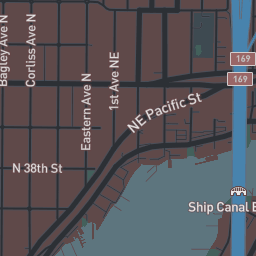 Bagley Ave N
Corliss Ave N
Eastern Ave N
1st Ave NE
NE Pacific St
169
169
N 38th St
Ship Canal B